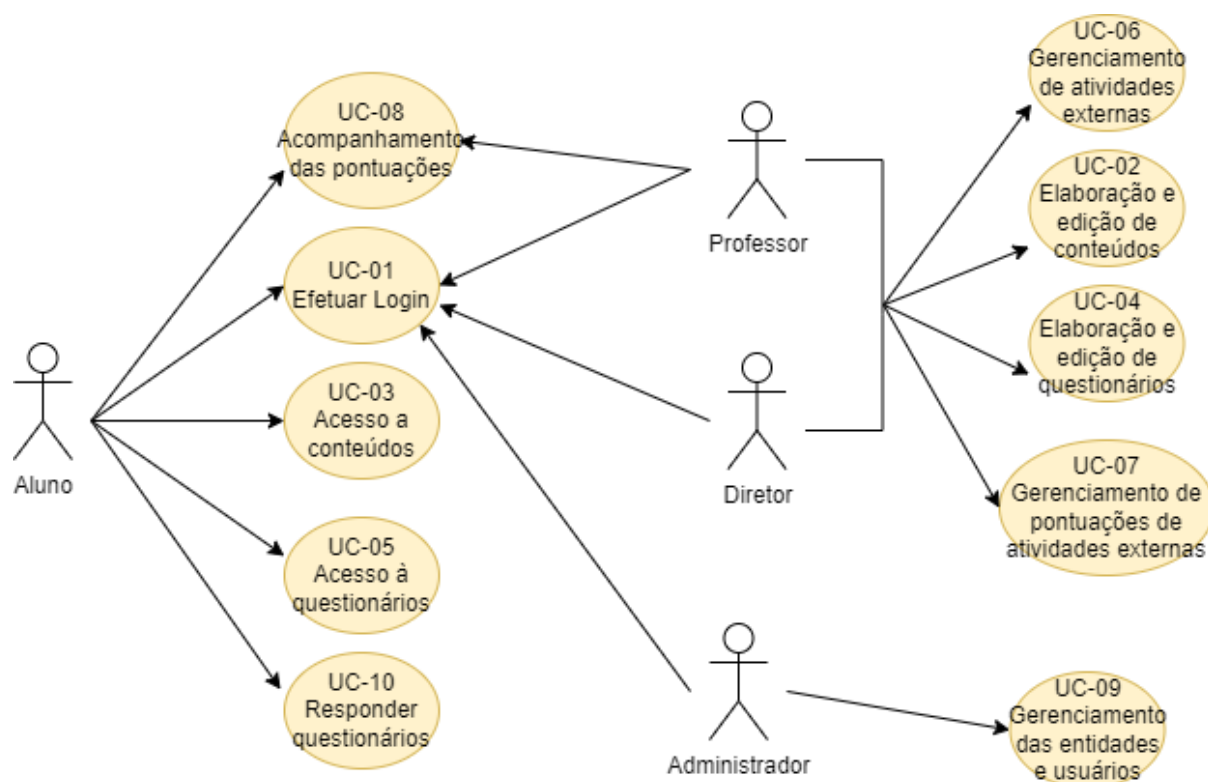 UC-08
Acompanhamento
das pontuações
UC-01
Efetuar Login
UC-03
Acesso a
conteúdos
UC-05
Acesso à
questionários
UC-10
Responder
questionários
Aluno
Professor
Diretor
Administrador
UC-06
Gerenciamento
de atividades
externas
UC-02
Elaboração e
edição de
conteúdos
UC-04
Elaboração e
edição de
questionários
UC-07
Gerenciamento de
pontuações de
atividades externas
UC-09
Gerenciamento
das entidades
e usuários